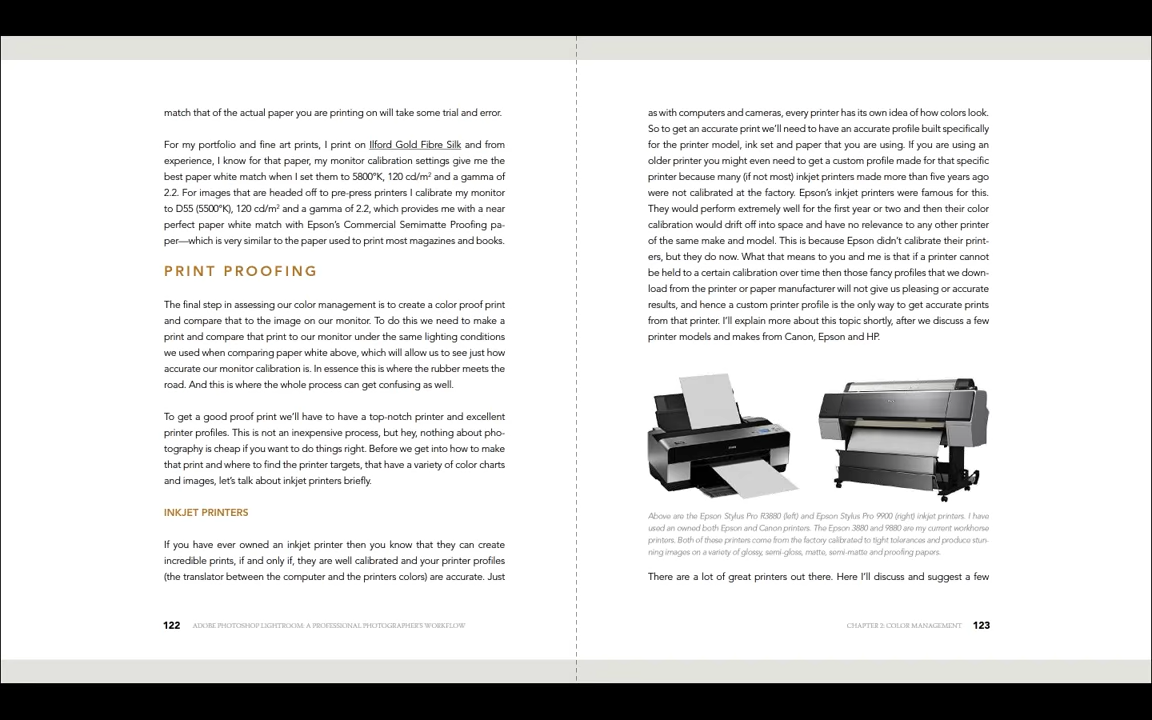 match that of the actual paper you are printing on will take some trial and error.
For my portfolio and fine art prints, I print on Ilford Gold Fibre Silk and from
experience, I know for that paper, my monitor calibration settings give me the
best paper white match when I set them to 5800°K, 120 cd/m² and a gamma of
2.2. For images that are headed off to pre-press printers I calibrate my monitor
to D55 (5500°K), 120 cd/m² and a gamma of 2.2, which provides me with a near
perfect paper white match with Epson's Commercial Semimatte Proofing pa-
per—which is very similar to the paper used to print most magazines and books.
PRINT PROOFING
The final step in assessing our color management is to create a color proof print
and compare that to the image on our monitor. To do this we need to make a
print and compare that print to our monitor under the same lighting conditions
we used when comparing paper white above, which will allow us to see just how
accurate our monitor calibration is. In essence this is where the rubber meets the
road. And this is where the whole process can get confusing as well.
To get a good proof print we'll have to have a top-notch printer and excellent
printer profiles. This is not an inexpensive process, but hey, nothing about pho-
tography is cheap if you want to do things right. Before we get into how to make
that print and where to find the printer targets, that have a variety of color charts
and images, let's talk about inkjet printers briefly.
INKJET PRINTERS
If you have ever owned an inkjet printer then you know that they can create
incredible prints, if and only if, they are well calibrated and your printer profiles
(the translator between the computer and the printers colors) are accurate. Just
122 ADOBE PHOTOSHOP LIGHTROOM: A PROFESSIONAL PHOTOGRAPHER'S WORKFLOW
as with computers and cameras, every printer has its own idea of how colors look.
So to get an accurate print we'll need to have an accurate profile built specifically
for the printer model, ink set and paper that you are using. If you are using an
older printer you might even need to get a custom profile made for that specific
printer because many (if not most) inkjet printers made more than five years ago
were not calibrated at the factory. Epson's inkjet printers were famous for this.
They would perform extremely well for the first year or two and then their color
calibration would drift off into space and have no relevance to any other printer
of the same make and model. This is because Epson didn't calibrate their print-
ers, but they do now. What that means to you and me is that if a printer cannot
be held to a certain calibration over time then those fancy profiles that we down-
load from the printer or paper manufacturer will not give us pleasing or accurate
results, and hence a custom printer profile is the only way to get accurate prints
from that printer. I'll explain more about this topic shortly, after we discuss a few
printer models and makes from Canon, Epson and HP.
Above are the Epson Stylus Pro R3880 (left) and Epson Stylus Pro 9900 (right) inkjet printers. I have
used an owned both Epson and Canon printers. The Epson 3880 and 9880 are my current workhorse
printers. Both of these printers come from the factory calibrated to tight tolerances and produce stun-
ning images on a variety of glossy, semi-gloss, matte, semi-matte and proofing papers.
There are a lot of great printers out there. Here I'll discuss and suggest a few
CHAPTER 2: COLOR MANAGEMENT 123